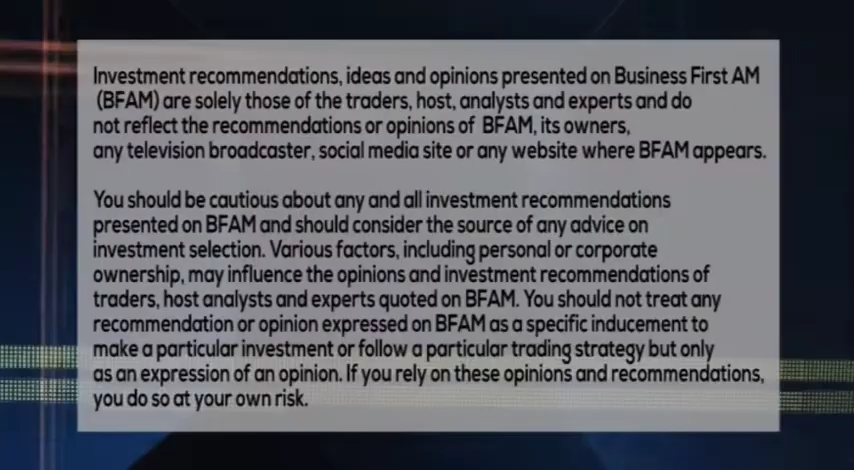 Investment recommendations, ideas and opinions presented on Business First AM
(BFAM) are solely those of the traders, host, analysts and experts and do
not reflect the recommendations or opinions of BFAM, its owners,
any television broadcaster, social media site or any website where BFAM appears.
You should be cautious about any and all investment recommendations
presented on BFAM and should consider the source of any advice on
investment selection. Various factors, including personal or corporate
ownership, may influence the opinions and investment recommendations of
traders, host analysts and experts quoted on BFAM. You should not treat any
recommendation or opinion expressed on BFAM as a specific inducement to
make a particular investment or follow a particular trading strategy but only
as an expression of an opinion. If you rely on these opinions and recommendations,
you do so at your own risk.